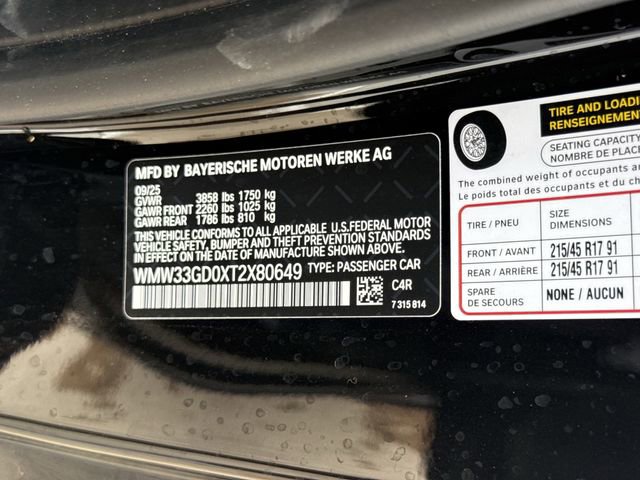 MFD BY BAYERISCHE MOTOREN WERKE AG
09/25
GVWR 3858 lbs 1750 kg
GAWR FRONT 2260 lbs 1025 kg
GAWR REAR 1786 lbs 810 kg
THIS VEHICLE CONFORMS TO ALL APPLICABLE U.S.FEDERAL MOTOR
VEHICLE SAFETY, BUMPER AND THEFT PREVENTION STANDARDS
IN EFFECT ON THE DATE OF MANUFACTURE SHOWN ABOVE.
WMW33GD0XT2X80649 TYPE: PASSENGER CAR
C4R
7 315 814
TIRE AND LOADI
RENSEIGNEMENT
SEATING CAPACITY
NOMBRE DE PLACE
The combined weight of occupants an
Le poids total des occupants et du ch
TIRE / PNEU SIZE DIMENSIONS
FRONT / AVANT 215/45 R17 91
REAR / ARRIÈRE 215/45 R17 91
SPARE DE SECOURS NONE / AUCUN